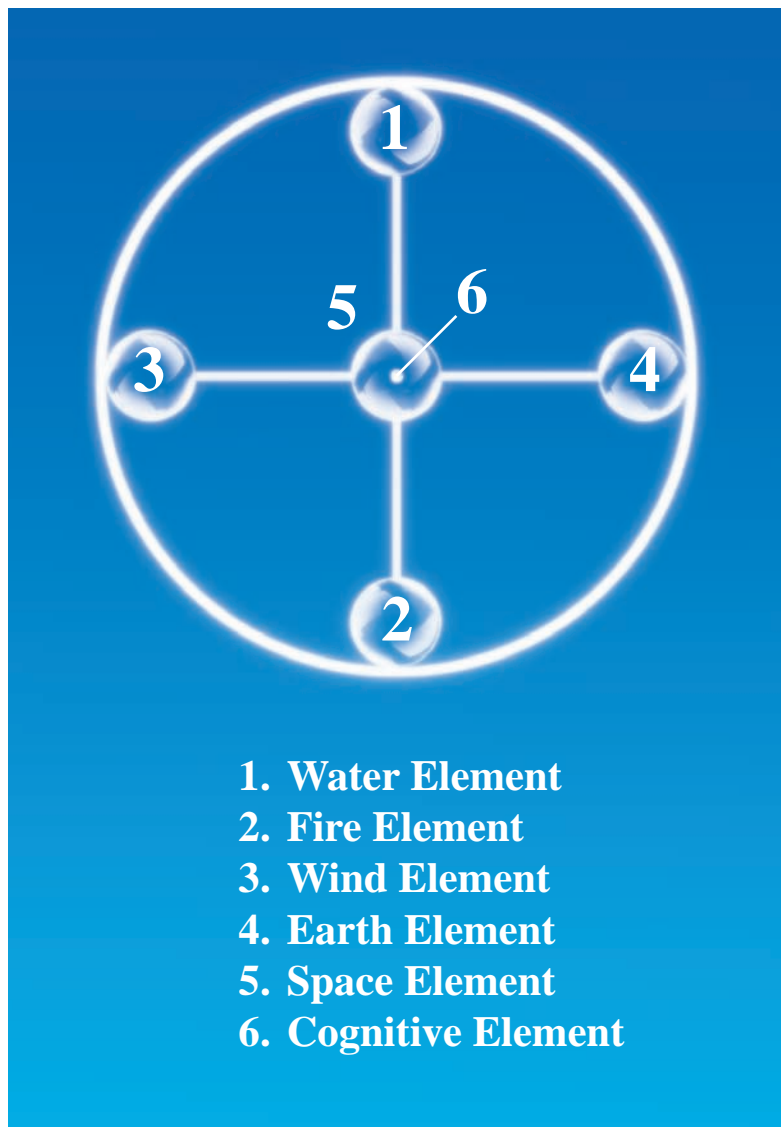 1
5 6
3 4
2
1. Water Element
2. Fire Element
3. Wind Element
4. Earth Element
5. Space Element
6. Cognitive Element